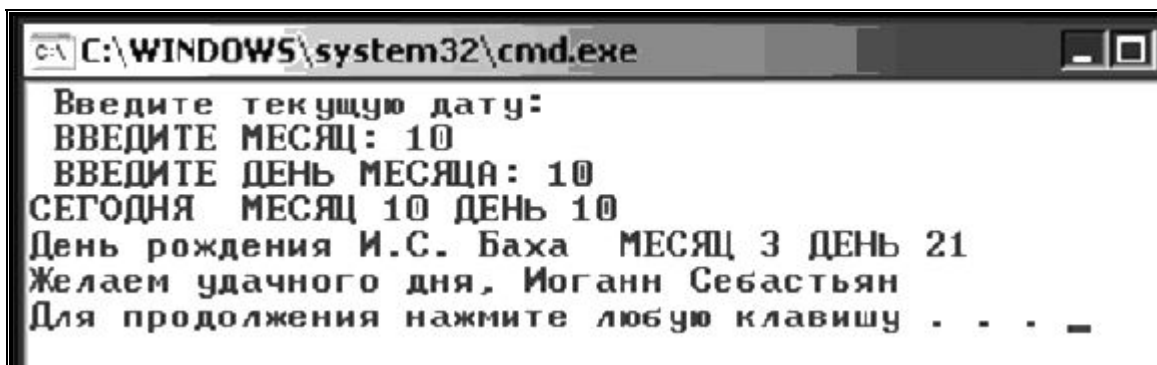 C:\WINDOWS\system32\cmd.exe
Введите текущую дату:
ВВЕДИТЕ МЕСЯЦ: 10
ВВЕДИТЕ ДЕНЬ МЕСЯЦА: 10
СЕГОДНЯ МЕСЯЦ 10 ДЕНЬ 10
День рождения И.С. Баха МЕСЯЦ 3 ДЕНЬ 21
Желаем удачного дня, Иоганн Себастьян
Для продолжения нажмите любую клавишу . . . _